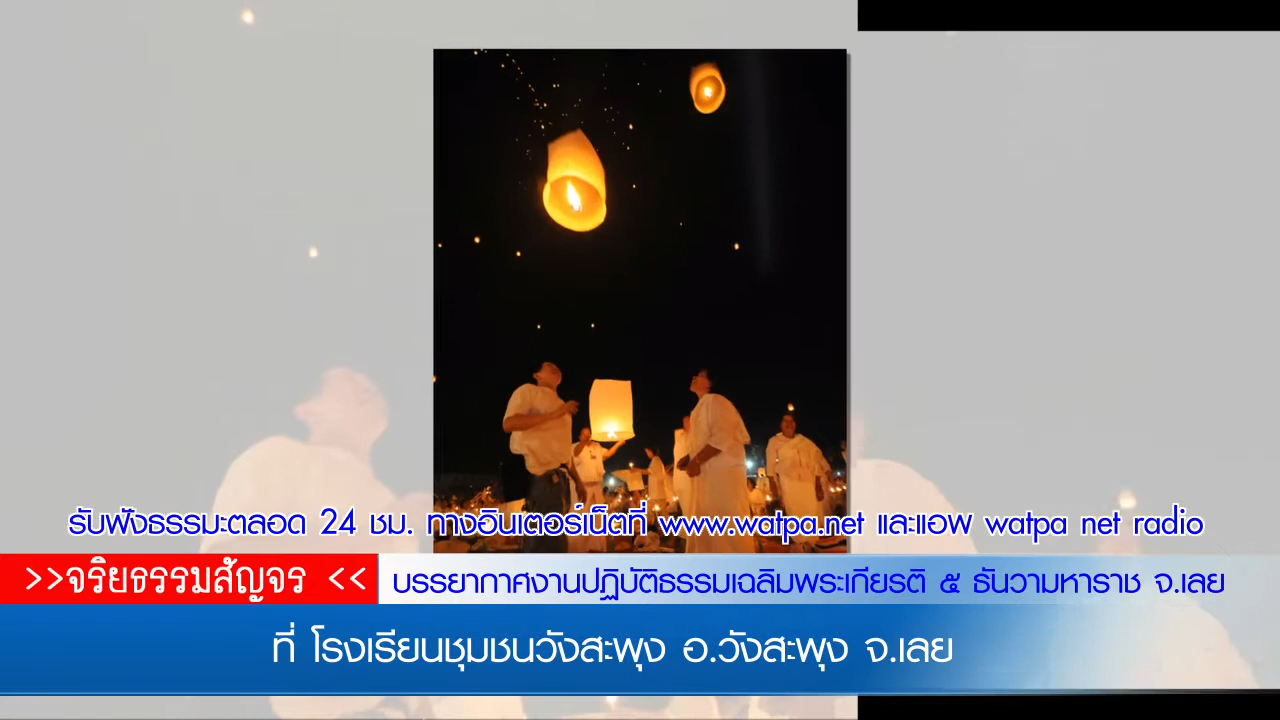 รับฟังธรรมะตลอด 24 ชม. ทางอินเตอร์เน็ตที่ www.watpa.net และแอพ watpa net radio
>>จริยธรรมสัญจร <<
บรรยากาศงานปฏิบัติธรรมเฉลิมพระเกียรติ ๕ ธันวามหาราช จ.เลย
ที่ โรงเรียนชุมชนวังสะพุง อ.วังสะพุง จ.เลย